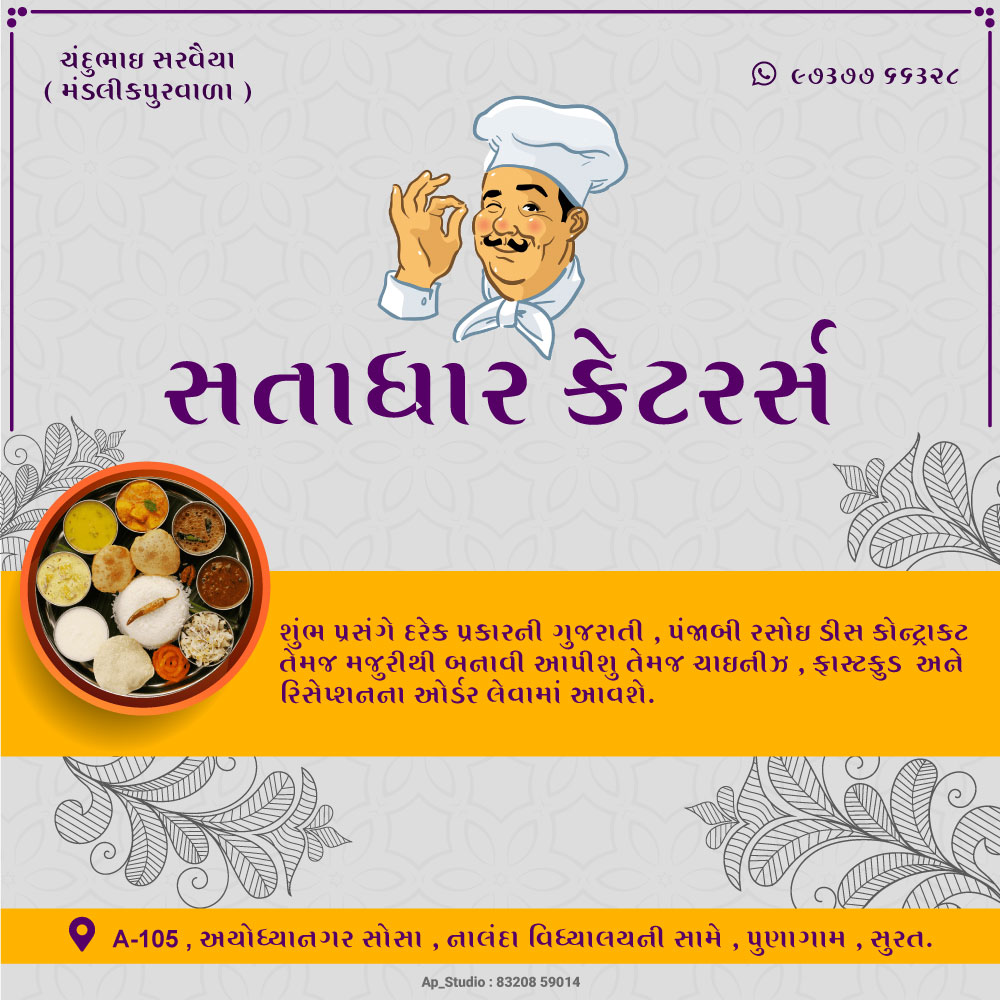 ચંદુભાઇ સરવૈયા
( મંડલીકપુરવાળા )
૯૭૩૭૭ ૬૬૩૨૮
સતાધાર કેટરર્સ
શુંભ પ્રસંગે દરેક પ્રકારની ગુજરાતી , પંજાબી રસોઇ ડીસ કોન્ટ્રાકટ
તેમજ મજુરીથી બનાવી આપીશુ તેમજ ચાઇનીઝ , ફાસ્ટફુડ અને
રિસેપ્શનના ઓર્ડર લેવામાં આવશે.
A-105 , અયોધ્યાનગર સોસા , નાલંદા વિધ્યાલયની સામે , પુણાગામ , સુરત.
Ap_Studio : 83208 59014